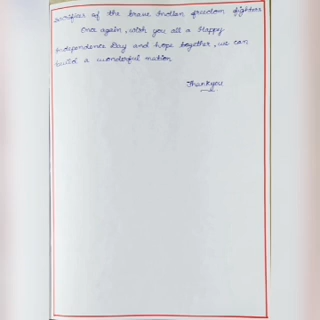 sacrifices of the brave Indian freedom fighters
Once again, wish you all a Happy
Independence Day and hope together, we can
build a wonderful nation
Thankyou